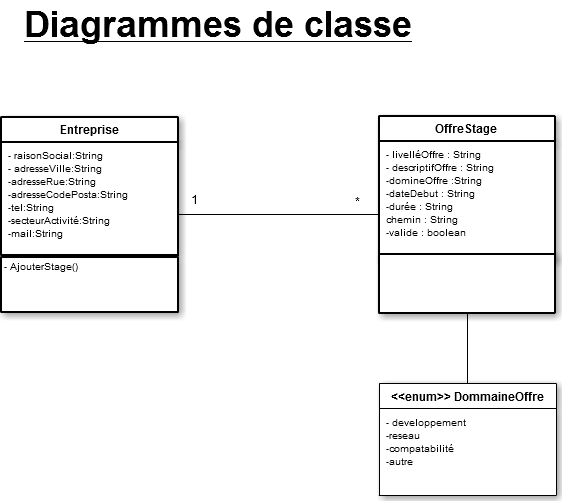 Diagrammes de classe
Entreprise
- raisonSocial:String
- adresseVille:String
-adresseRue:String
-adresseCodePosta:String
-tel:String
-secteurActivité:String
-mail:String
- AjouterStage()
1
*
OffreStage
- livelléOffre : String
- descriptifOffre : String
-domineOffre :String
-dateDebut : String
-durée : String
chemin : String
-valide : boolean
<<enum>> DommaineOffre
- developpement
-reseau
-compatabilité
-autre